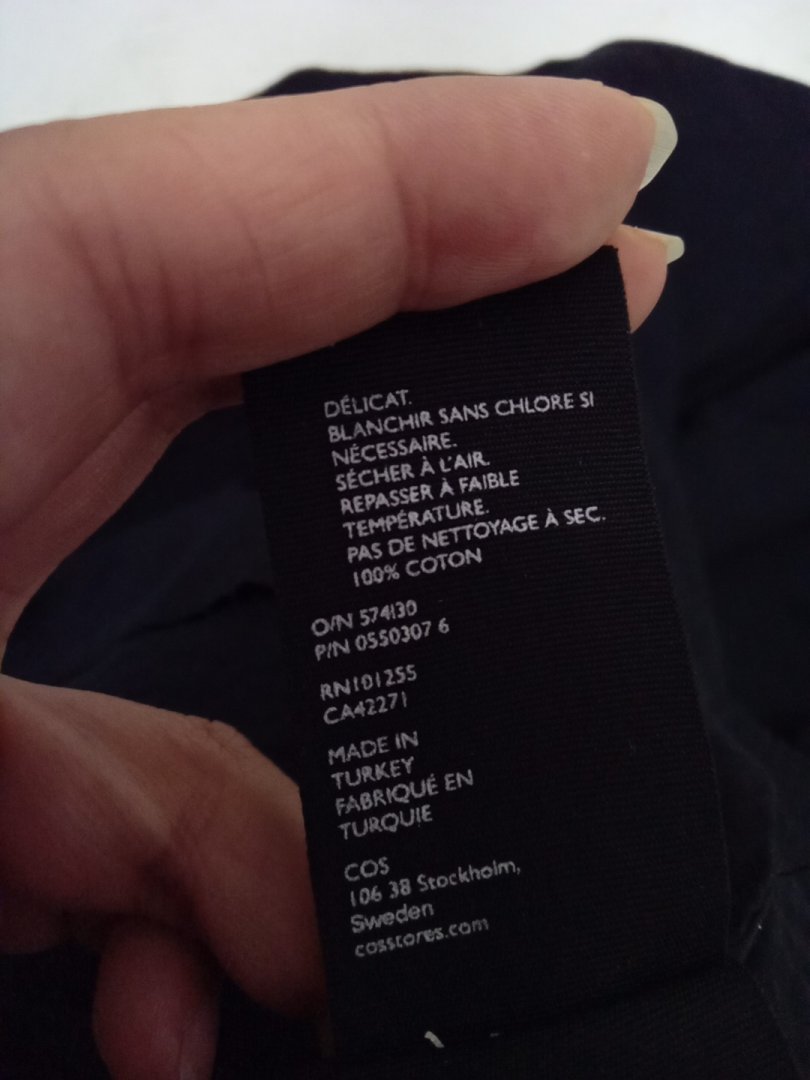 DÉLICAT.
BLANCHIR SANS CHLORE SI
NÉCESSAIRE.
SÉCHER À L'AIR.
REPASSER À FAIBLE
TEMPÉRATURE.
PAS DE NETTOYAGE À SEC.
100% COTON
O/N 574130
P/N 0550307 6
RN101255
CA42271
MADE IN
TURKEY
FABRIQUÉ EN
TURQUIE
COS
106 38 Stockholm,
Sweden
cosstores.com